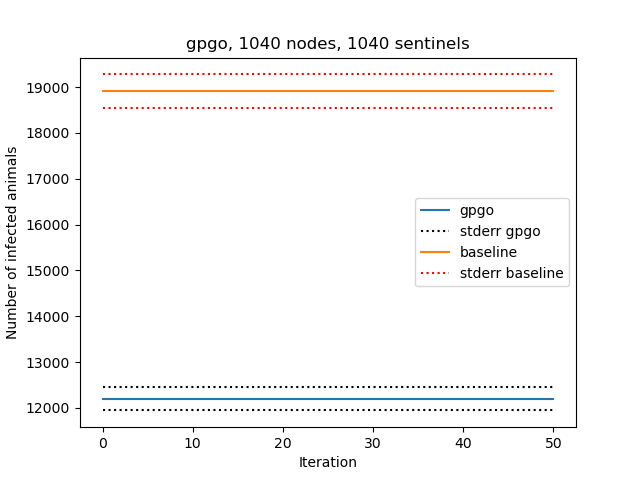 gpgo, 1040 nodes, 1040 sentinels
Number of infected animals
19000
18000
17000
16000
15000
14000
13000
12000
gpgo
stderr gpgo
baseline
stderr baseline
0 10 20 30 40 50
Iteration